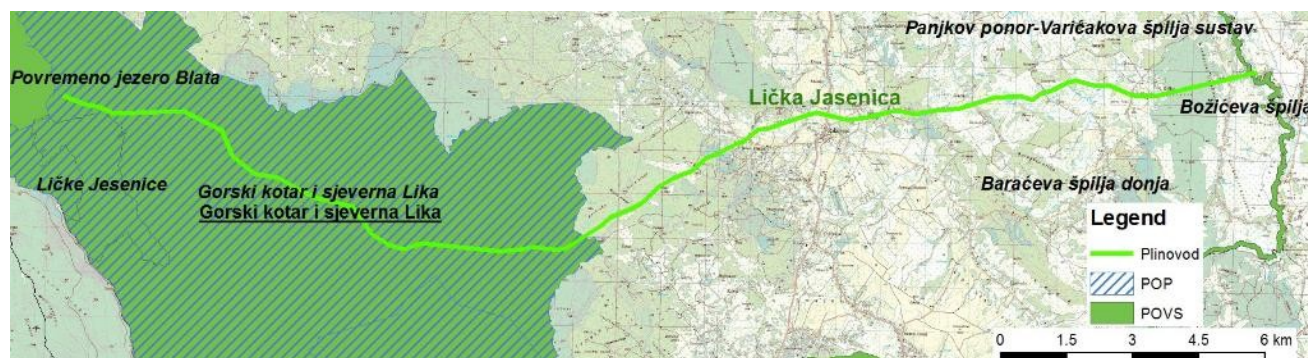 Panjkov ponor-Varićakova špilja sustav
Povremeno jezero Blata
Lička Jasenica
Božićeva špilja
Ličke Jesenice
Gorski kotar i sjeverna Lika
Gorski kotar i sjeverna Lika
Baraćeva špilja donja
Legend
Plinovod
POP
POVS
0 1.5 3 4.5 6 km